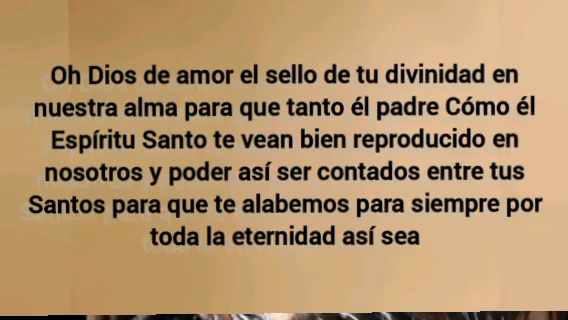 Oh Dios de amor el sello de tu divinidad en
nuestra alma para que tanto él padre Cómo él
Espíritu Santo te vean bien reproducido en
nosotros y poder así ser contados entre tus
Santos para que te alabemos para siempre por
toda la eternidad así sea